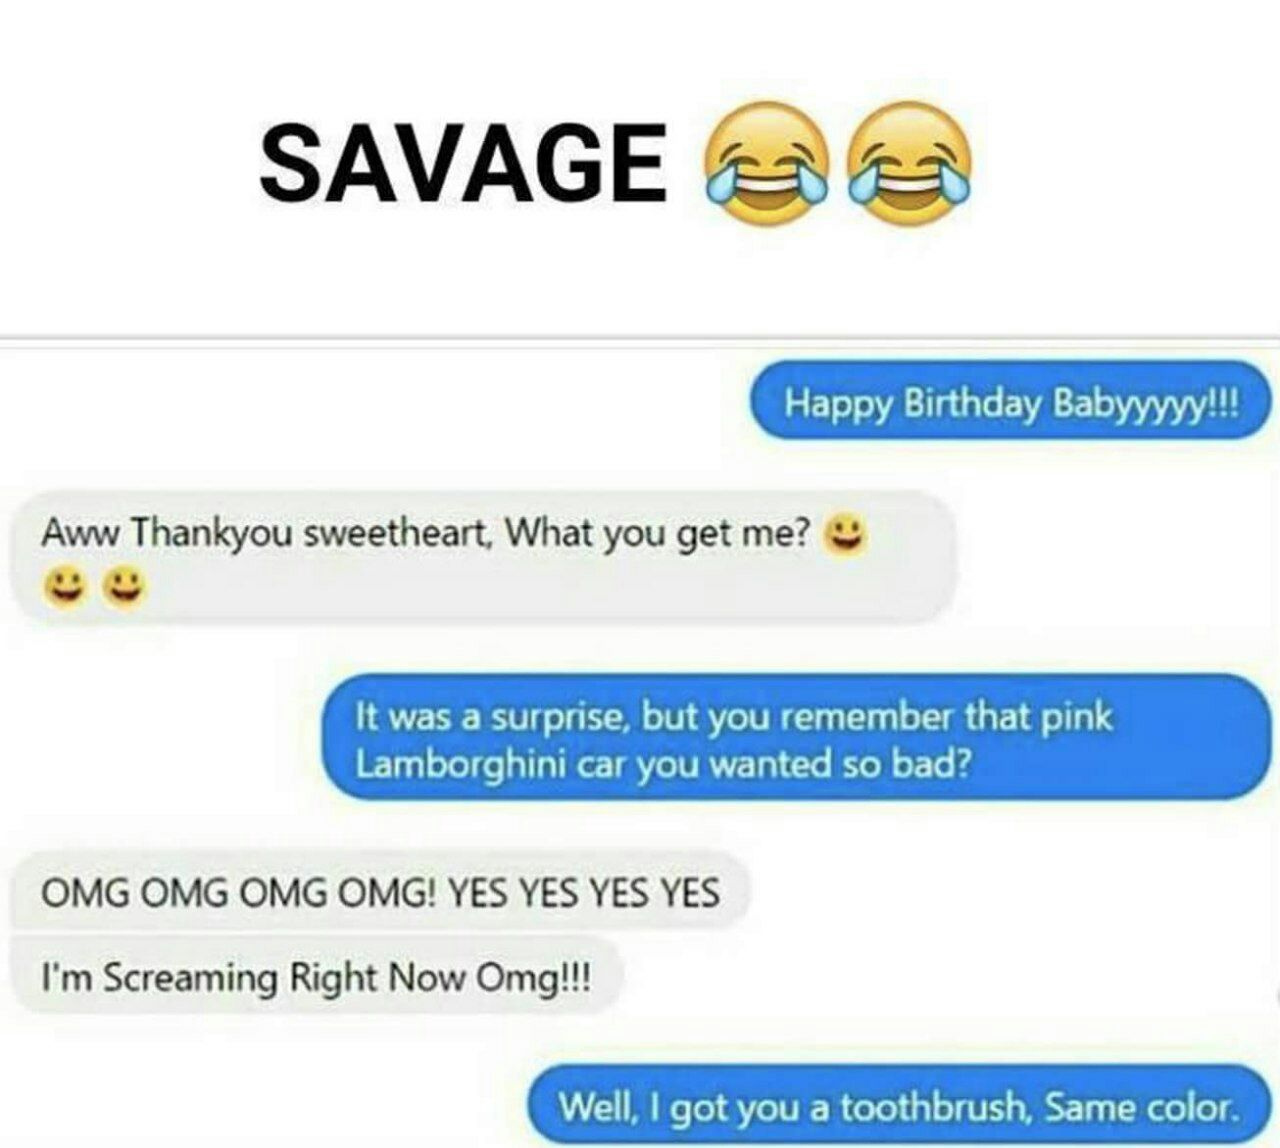 SAVAGE 😂😂
Happy Birthday Babyyyyy!!!
Aww Thankyou sweetheart, What you get me? 😃
😃 😃
It was a surprise, but you remember that pink
Lamborghini car you wanted so bad?
OMG OMG OMG OMG! YES YES YES YES
I'm Screaming Right Now Omg!!!
Well, I got you a toothbrush, Same color.